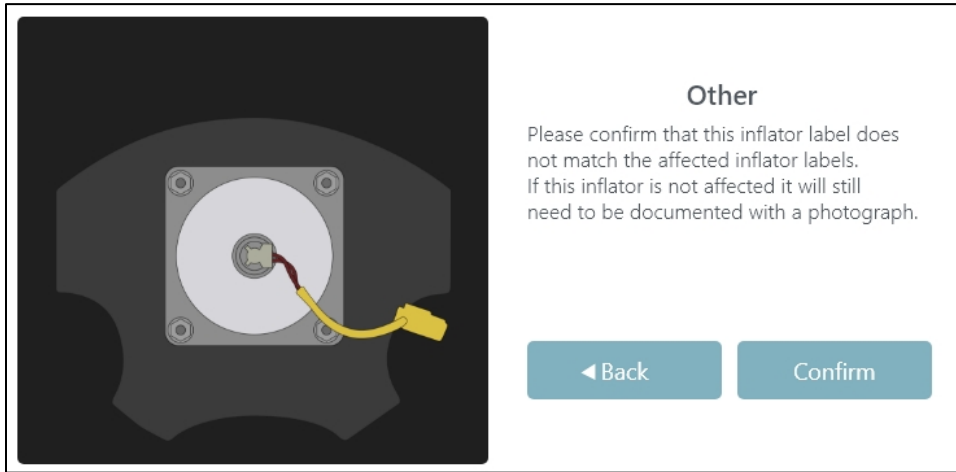 Other
Please confirm that this inflator label does
not match the affected inflator labels.
If this inflator is not affected it will still
need to be documented with a photograph.
◀ Back
Confirm